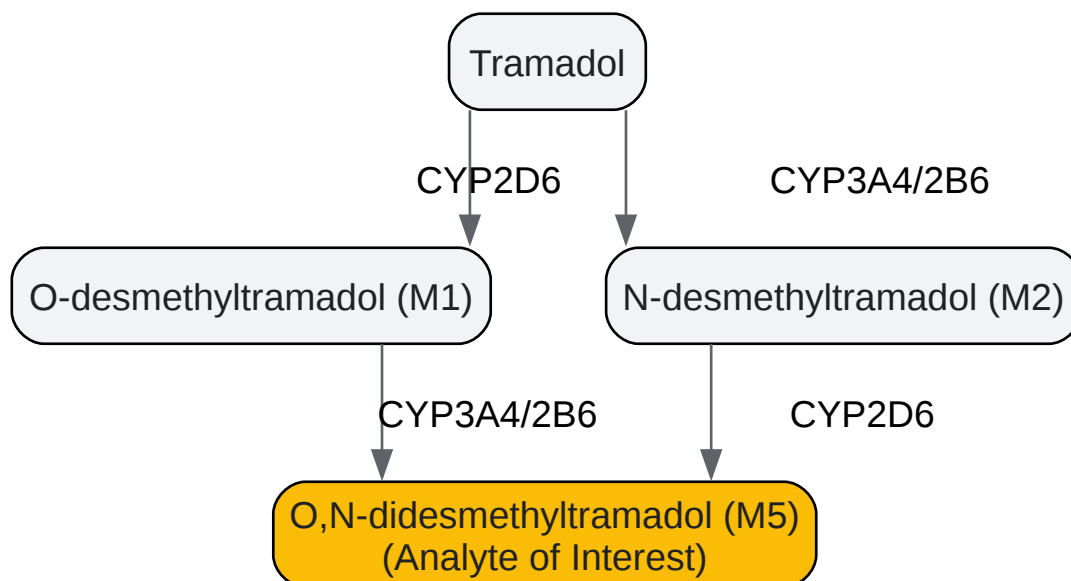 Tramadol
CYP2D6
CYP3A4/2B6
O-desmethyltramadol (M1)
N-desmethyltramadol (M2)
CYP3A4/2B6
CYP2D6
O,N-didesmethyltramadol (M5)
(Analyte of Interest)